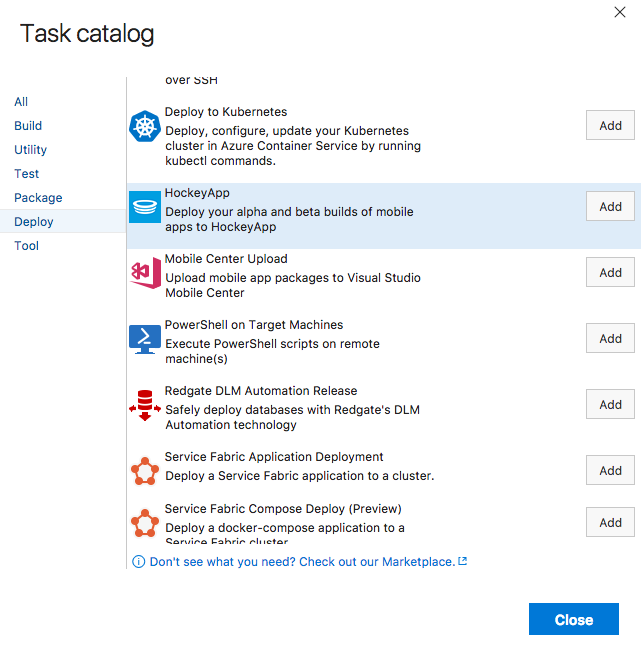 Task catalog
All
Build
Utility
Test
Package
Deploy
Tool
over SSH
Deploy to Kubernetes
Deploy, configure, update your Kubernetes
cluster in Azure Container Service by running
kubectl commands.
Add
HockeyApp
Deploy your alpha and beta builds of mobile
apps to HockeyApp
Add
Mobile Center Upload
Upload mobile app packages to Visual Studio
Mobile Center
Add
PowerShell on Target Machines
Execute PowerShell scripts on remote
machine(s)
Add
Redgate DLM Automation Release
Safely deploy databases with Redgate's DLM
Automation technology
Add
Service Fabric Application Deployment
Deploy a Service Fabric application to a cluster.
Add
Service Fabric Compose Deploy (Preview)
Deploy a docker-compose application to a
Service Fabric cluster
Add
Don't see what you need? Check out our Marketplace.
Close